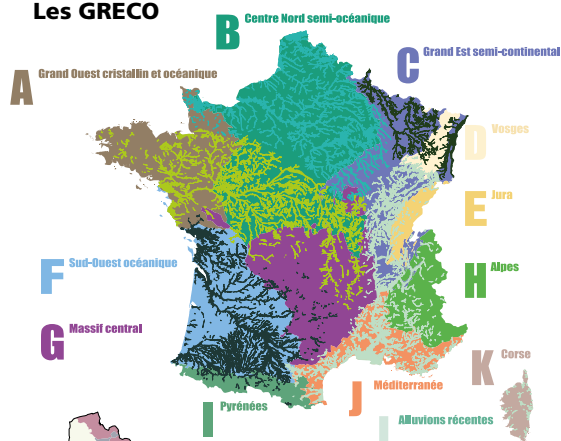 Les GRECO
B Centre Nord semi-océanique
C Grand Est semi-continental
A Grand Ouest cristallin et océanique
D Vosges
E Jura
F Sud-Ouest océanique
H Alpes
G Massif central
K Corse
J Méditerranée
I Pyrénées
L Alluvions récentes